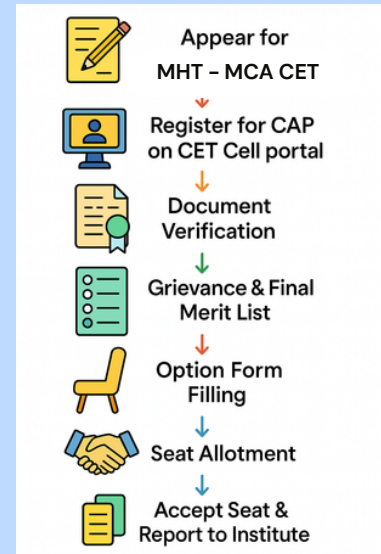 Appear for
MHT - MCA CET
Register for CAP
on CET Cell portal
Document
Verification
Grievance & Final
Merit List
Option Form
Filling
Seat Allotment
Accept Seat &
Report to Institute